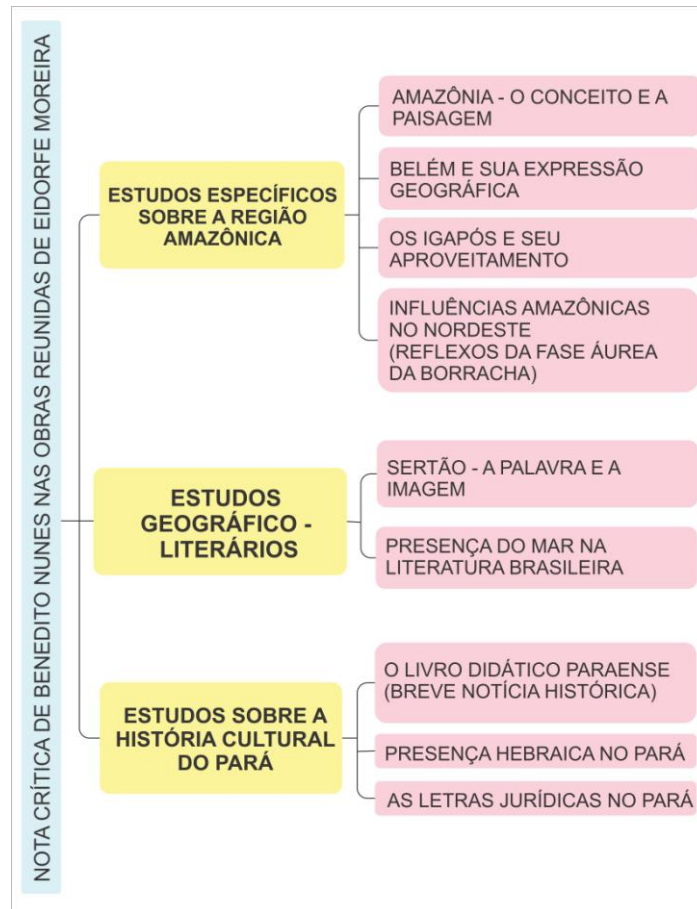 NOTA CRÍTICA DE BENEDITO NUNES NAS OBRAS REUNIDAS DE EIDORFE MOREIRA
ESTUDOS ESPECÍFICOS
SOBRE A REGIÃO
AMAZÔNICA
AMAZÔNIA - O CONCEITO E A
PAISAGEM
BELÉM E SUA EXPRESSÃO
GEOGRÁFICA
OS IGAPÓS E SEU
APROVEITAMENTO
INFLUÊNCIAS AMAZÔNICAS
NO NORDESTE
(REFLEXOS DA FASE ÁUREA
DA BORRACHA)
ESTUDOS
GEOGRÁFICO -
LITERÁRIOS
SERTÃO - A PALAVRA E A
IMAGEM
PRESENÇA DO MAR NA
LITERATURA BRASILEIRA
ESTUDOS SOBRE A
HISTÓRIA CULTURAL
DO PARÁ
O LIVRO DIDÁTICO PARAENSE
(BREVE NOTÍCIA HISTÓRICA)
PRESENÇA HEBRAICA NO PARÁ
AS LETRAS JURÍDICAS NO PARÁ